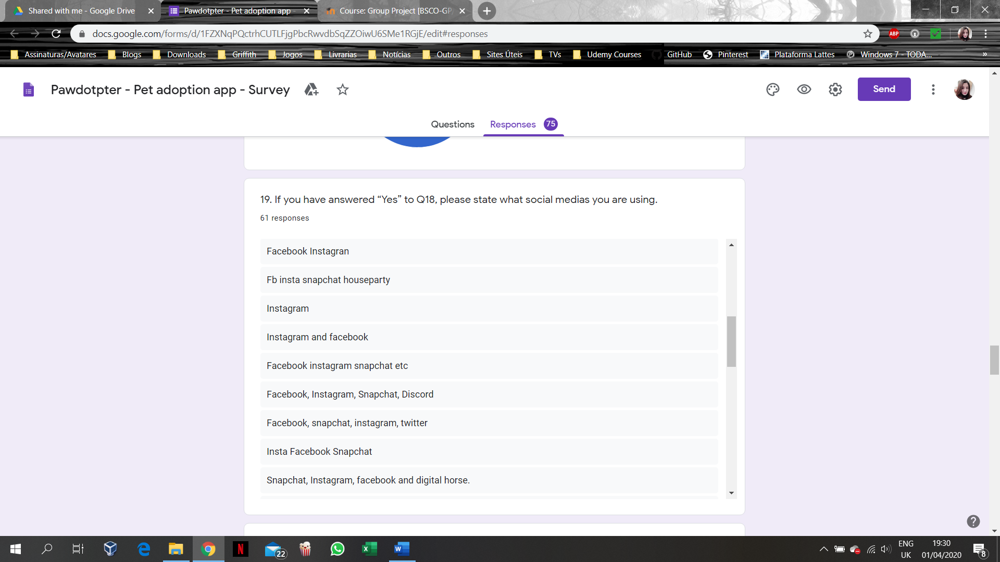 Shared with me - Google Drive
Pawdotpter - Pet adoption app -
Course: Group Project [BSCO-GP
docs.google.com/forms/d/1FZXNqPQctrhCUTLFjgPbcRwvdbSqZZOiwU6SMe1RGjE/edit#responses
ABP
Assinaturas/Avatares Blogs Downloads Griffith Jogos Livrarias Notícias Outros Sites Úteis TVs Udemy Courses GitHub Pinterest Plataforma Lattes Windows 7 - TODA... »
Pawdotpter - Pet adoption app - Survey
Send
Questions Responses 75
19. If you have answered “Yes” to Q18, please state what social medias you are using.
61 responses
Facebook Instagran
Fb insta snapchat houseparty
Instagram
Instagram and facebook
Facebook instagram snapchat etc
Facebook, Instagram, Snapchat, Discord
Facebook, snapchat, instagram, twitter
Insta Facebook Snapchat
Snapchat, Instagram, facebook and digital horse.
22
ENG
UK
19:30
01/04/2020
8